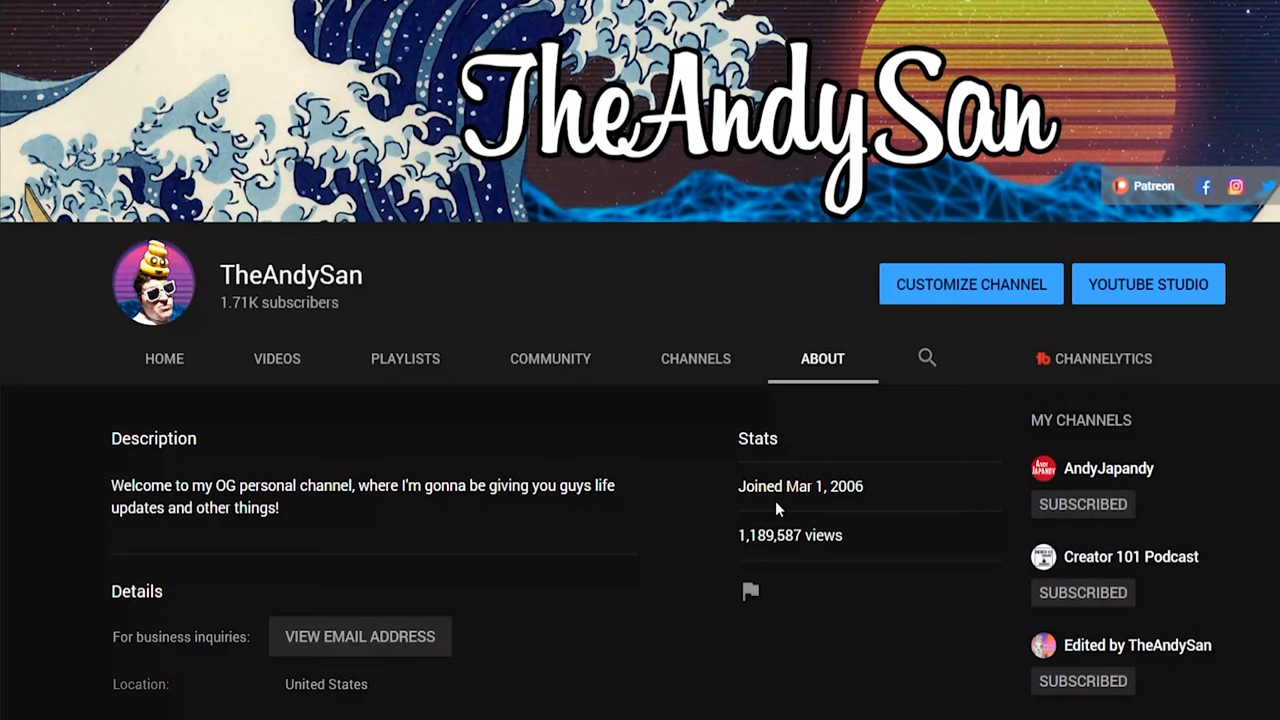 TheAndySan
Patreon
TheAndySan
1.71K subscribers
CUSTOMIZE CHANNEL
YOUTUBE STUDIO
HOME
VIDEOS
PLAYLISTS
COMMUNITY
CHANNELS
ABOUT
CHANNELYTICS
Description
Welcome to my OG personal channel, where I'm gonna be giving you guys life
updates and other things!
Details
For business inquiries:
VIEW EMAIL ADDRESS
Location:
United States
Stats
Joined Mar 1, 2006
1,189,587 views
MY CHANNELS
AndyJapandy
SUBSCRIBED
Creator 101 Podcast
SUBSCRIBED
Edited by TheAndySan
SUBSCRIBED